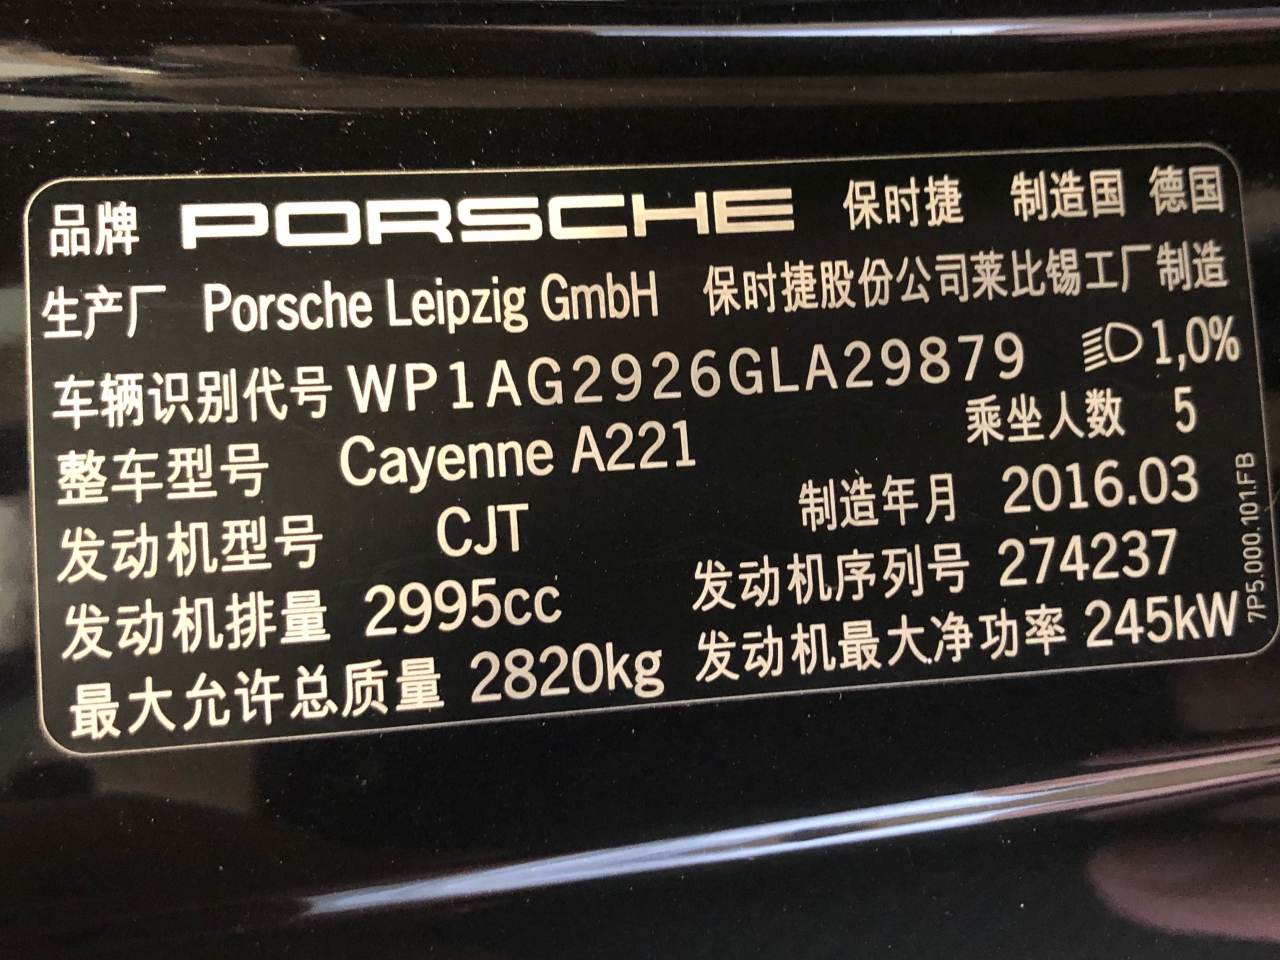 品牌 PORSCHE 保时捷 制造国 德国
生产厂 Porsche Leipzig GmbH 保时捷股份公司莱比锡工厂制造
车辆识别代号 WP1AG2926GLA29879 1,0%
整车型号 Cayenne A221 乘坐人数 5
发动机型号 CJT 制造年月 2016.03
发动机排量 2995cc 发动机序列号 274237
最大允许总质量 2820kg 发动机最大净功率 245kW
7P5.000.101.FB